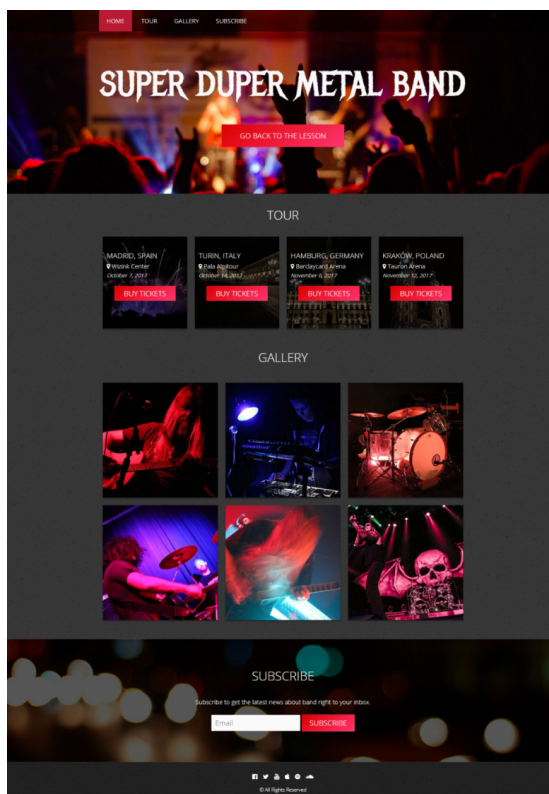 HOME TOUR GALLERY SUBSCRIBE
SUPER DUPER METAL BAND
GO BACK TO THE LESSON
TOUR
MADRID, SPAIN
Wizink Center
October 7, 2017
BUY TICKETS
TURIN, ITALY
Pala Alpitour
October 14, 2017
BUY TICKETS
HAMBURG, GERMANY
Barclaycard Arena
November 6, 2017
BUY TICKETS
KRAKÓW, POLAND
Tauron Arena
November 12, 2017
BUY TICKETS
GALLERY
SUBSCRIBE
Subscribe to get the latest news about band right to your inbox.
Email SUBSCRIBE
© All Rights Reserved